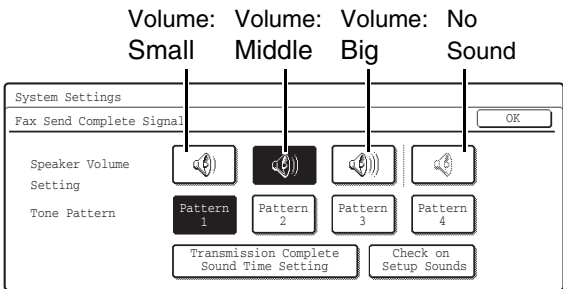 Volume: Volume: Volume: No
Small Middle Big Sound
System Settings
Fax Send Complete Signal OK
Speaker Volume
Setting
Tone Pattern
Pattern 1
Pattern 2
Pattern 3
Pattern 4
Transmission Complete
Sound Time Setting
Check on
Setup Sounds